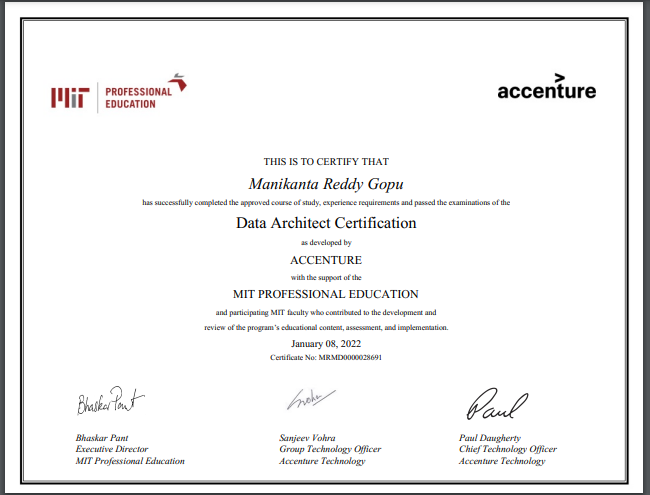 MIT PROFESSIONAL
EDUCATION
accenture
THIS IS TO CERTIFY THAT
Manikanta Reddy Gopu
has successfully completed the approved course of study, experience requirements and passed the examinations of the
Data Architect Certification
as developed by
ACCENTURE
with the support of the
MIT PROFESSIONAL EDUCATION
and participating MIT faculty who contributed to the development and
review of the program's educational content, assessment, and implementation.
January 08, 2022
Certificate No: MRMD0000028691
Bhaskar Pant
Vohra
Paul
Bhaskar Pant
Executive Director
MIT Professional Education
Sanjeev Vohra
Group Technology Officer
Accenture Technology
Paul Daugherty
Chief Technology Officer
Accenture Technology